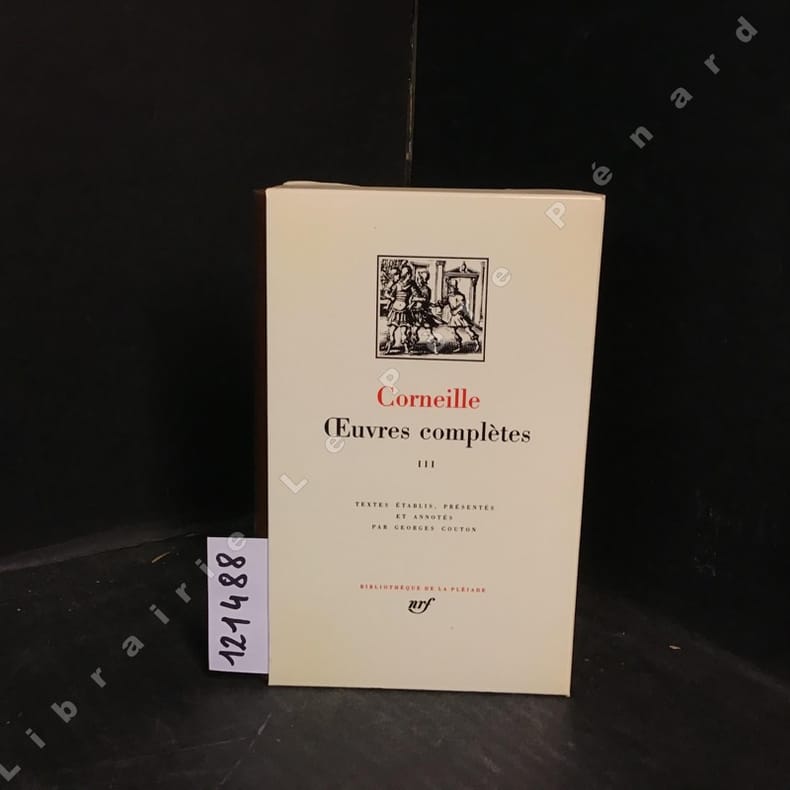 Corneille
Œuvres complètes
III
TEXTES ÉTABLIS, PRÉSENTÉS
ET ANNOTÉS
PAR GEORGES COUTON
BIBLIOTHÈQUE DE LA PLÉIADE
nrf
121488
Librairie Le Père Pénard